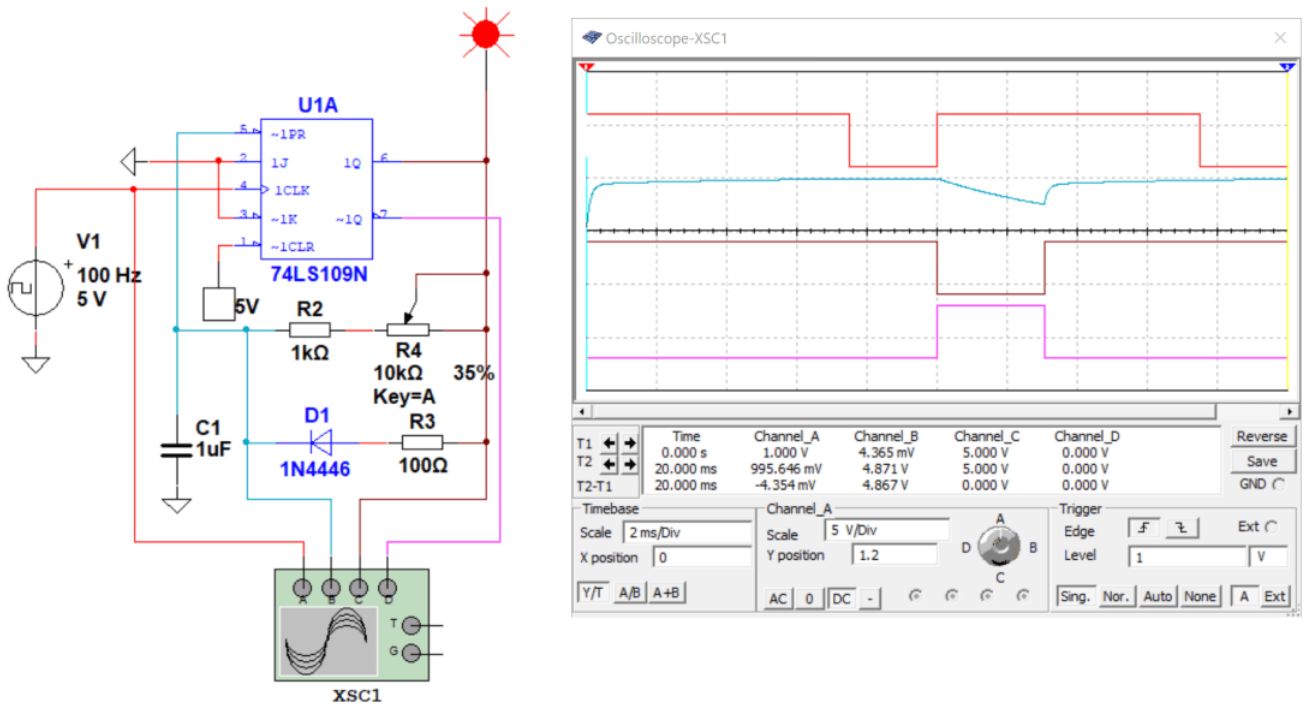 U1A
5 ~1PR
2 1J 1Q 6
4 1CLK
3 ~1K ~1Q 7
1 ~1CLR
74LS109N
V1
+
100 Hz
5 V
5V
R2
1kΩ
R4
10kΩ 35%
Key=A
C1
1uF
D1
1N4446
R3
100Ω
A B C D
T
G
XSC1
Oscilloscope-XSC1
Time Channel_A Channel_B Channel_C Channel_D
T1 0.000 s 1.000 V 4.365 mV 5.000 V 0.000 V
T2 20.000 ms 995.646 mV 4.871 V 5.000 V 0.000 V
T2-T1 20.000 ms -4.354 mV 4.867 V 0.000 V 0.000 V
Reverse
Save
GND
Timebase
Scale 2 ms/Div
X position 0
Y/T A/B A+B
Channel_A
Scale 5 V/Div
Y position 1.2
AC 0 DC -
A
D B
C
Trigger
Edge Ext
Level 1 V
Sing. Nor. Auto None A Ext